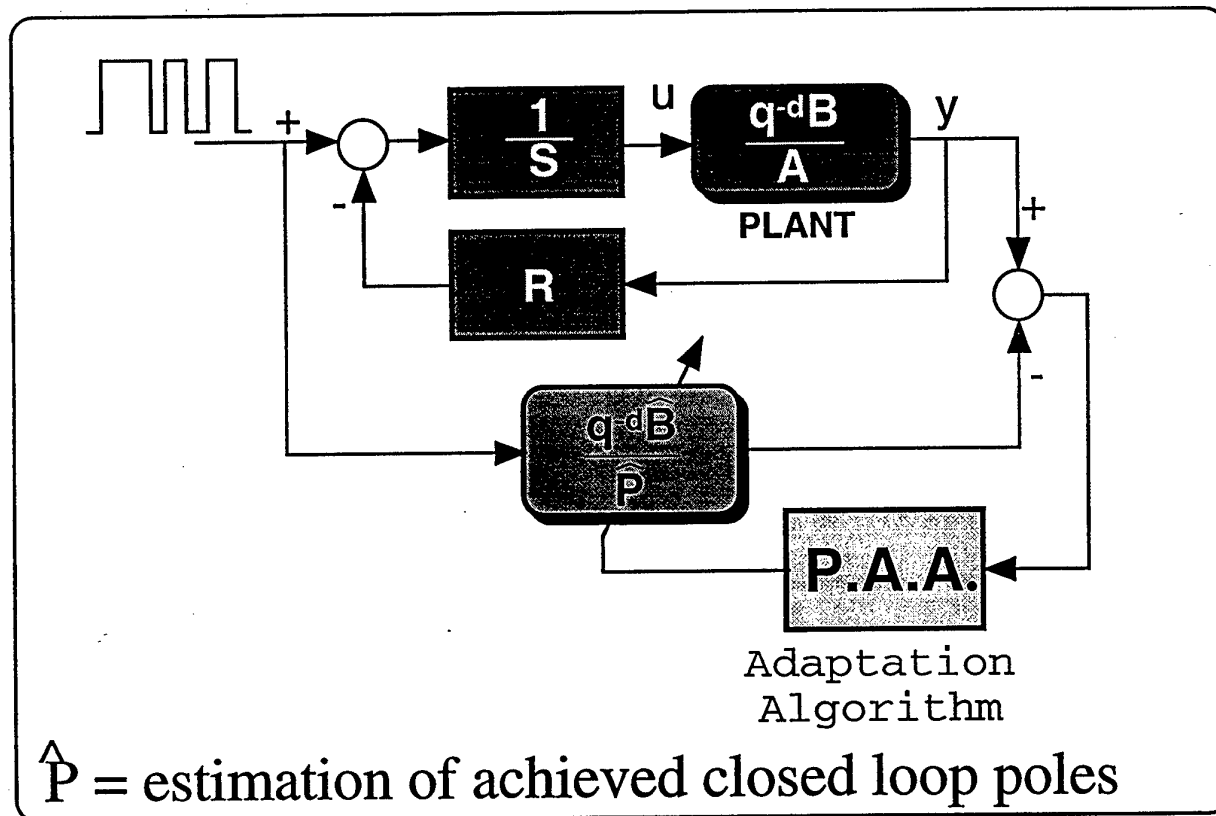 +
1
S
u
q-dB
A
y
PLANT
-
R
+
-
q-dB̂
P̂
P.A.A.
Adaptation
Algorithm
P̂ = estimation of achieved closed loop poles